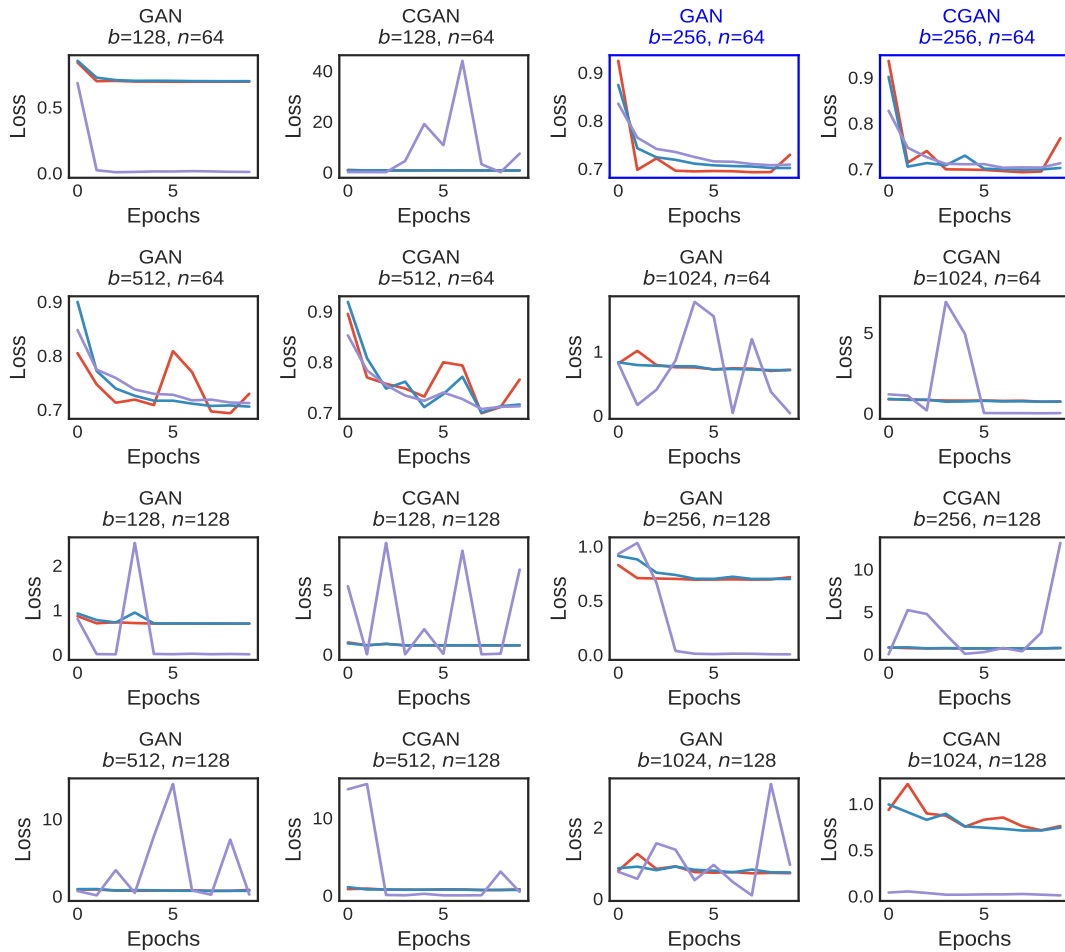 GAN
b=128, n=64
CGAN
b=128, n=64
GAN
b=256, n=64
CGAN
b=256, n=64
Loss
0.5
0.0
0
5
Epochs
Loss
40
20
0
0
5
Epochs
Loss
0.9
0.8
0.7
0
5
Epochs
Loss
0.9
0.8
0.7
0
5
Epochs
GAN
b=512, n=64
CGAN
b=512, n=64
GAN
b=1024, n=64
CGAN
b=1024, n=64
Loss
0.9
0.8
0.7
0
5
Epochs
Loss
0.9
0.8
0.7
0
5
Epochs
Loss
1
0
0
5
Epochs
Loss
5
0
0
5
Epochs
GAN
b=128, n=128
CGAN
b=128, n=128
GAN
b=256, n=128
CGAN
b=256, n=128
Loss
2
1
0
0
5
Epochs
Loss
5
0
0
5
Epochs
Loss
1.0
0.5
0.0
0
5
Epochs
Loss
10
5
0
0
5
Epochs
GAN
b=512, n=128
CGAN
b=512, n=128
GAN
b=1024, n=128
CGAN
b=1024, n=128
Loss
10
0
0
5
Epochs
Loss
10
0
0
5
Epochs
Loss
2
0
0
5
Epochs
Loss
1.0
0.5
0.0
0
5
Epochs